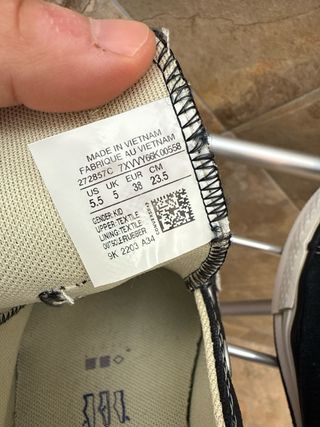 MADE IN VIETNAM
FABRIQUE AU VIETNAM
272857C 7XVVY66K00558
US UK EUR CM
5.5 5 38 23.5
GENDER: KID
UPPER: TEXTILE
LINING: TEXTILE
OUTSOLE: RUBBER
9K 2203 A34